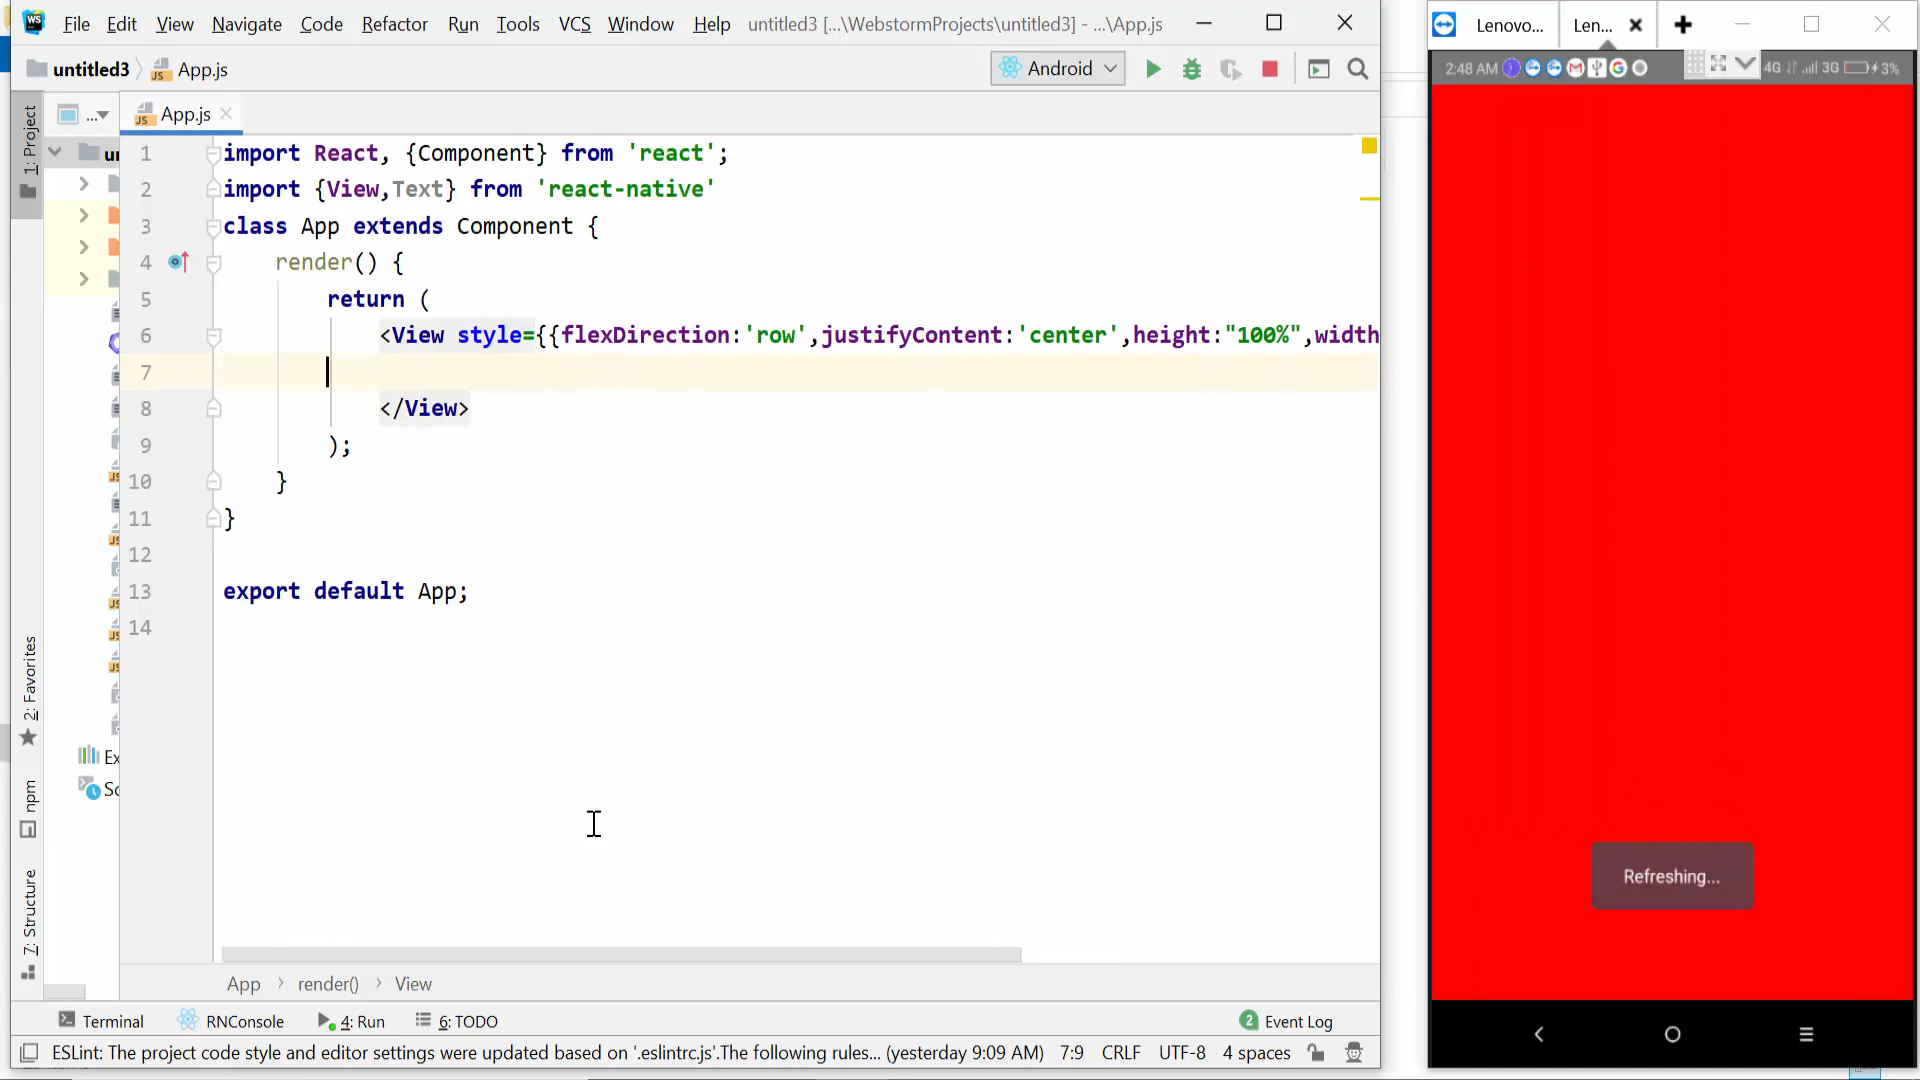 File Edit View Navigate Code Refactor Run Tools VCS Window Help untitled3 [...\WebstormProjects\untitled3] - ...\App.js
Lenovo... Len...
untitled3 App.js Android
2:48 AM 4G 3G 3%
1: Project
... App.js
1 import React, {Component} from 'react';
2 import {View,Text} from 'react-native'
3 class App extends Component {
4 render() {
5 return (
6 <View style={{flexDirection:'row',justifyContent:'center',height:"100%",width
7
8 </View>
9 );
10 }
11 }
12
13 export default App;
14
2: Favorites
Ex
Sc
npm
7: Structure
Refreshing...
App render() View
Terminal RNConsole 4: Run 6: TODO 2 Event Log
ESLint: The project code style and editor settings were updated based on '.eslintrc.js'.The following rules... (yesterday 9:09 AM) 7:9 CRLF UTF-8 4 spaces